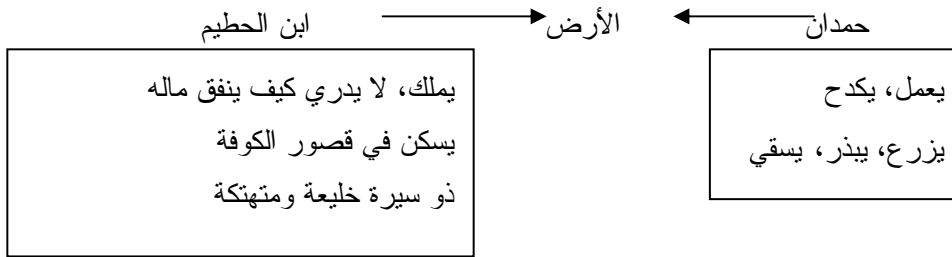 حمدان الأرض ابن الحطيم
يعمل، يكدح
يزرع، يبذر، يسقي
يملك، لا يدري كيف ينفق ماله
يسكن في قصور الكوفة
ذو سيرة خليعة ومتهتكة